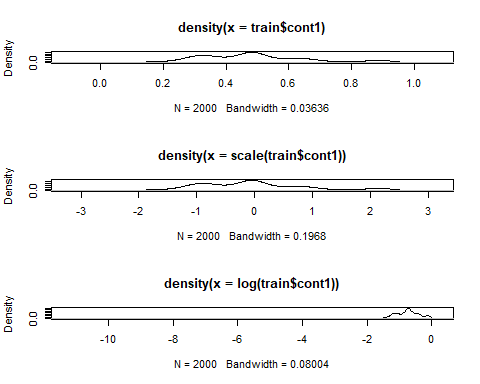 density(x = train$cont1)
Density
0.0
0.0 0.2 0.4 0.6 0.8 1.0
N = 2000 Bandwidth = 0.03636
density(x = scale(train$cont1))
Density
0.0
-3 -2 -1 0 1 2 3
N = 2000 Bandwidth = 0.1968
density(x = log(train$cont1))
Density
0.0
-10 -8 -6 -4 -2 0
N = 2000 Bandwidth = 0.08004